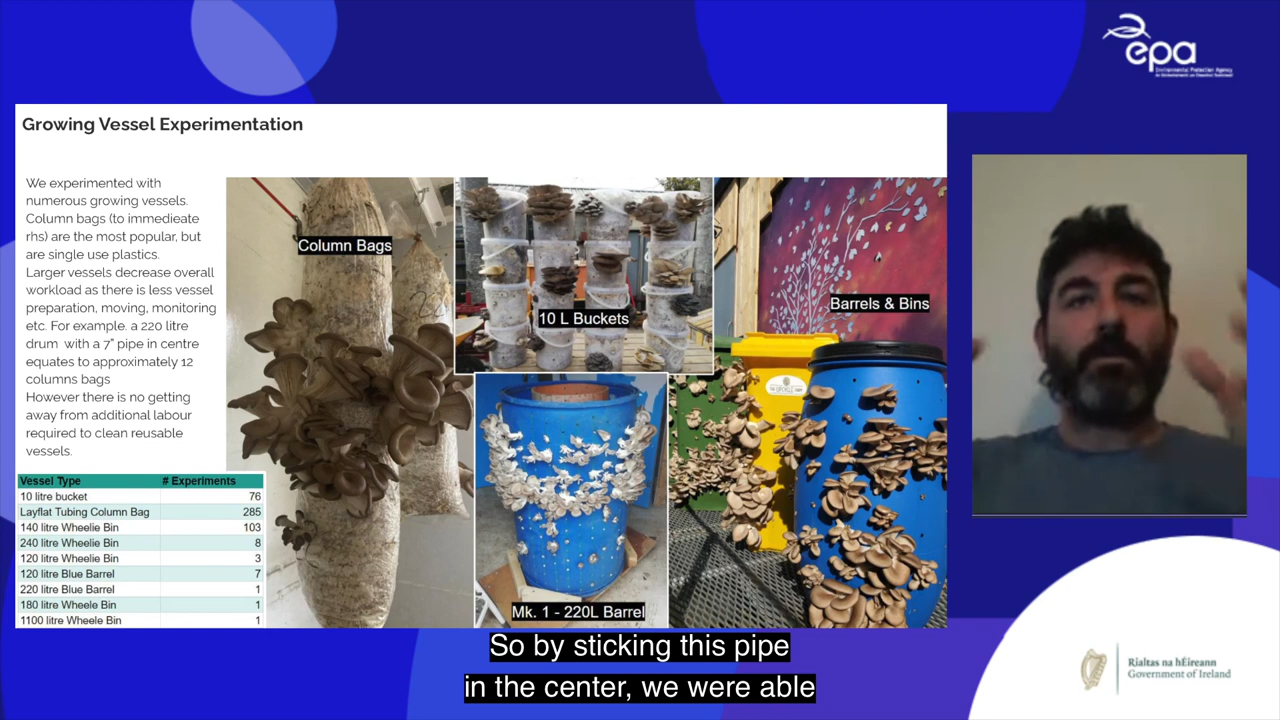 epa
Environmental Protection Agency
Growing Vessel Experimentation
We experimented with
numerous growing vessels.
Column bags (to immedieate
rhs) are the most popular, but
are single use plastics.
Larger vessels decrease overall
workload as there is less vessel
preparation, moving, monitoring
etc. For example. a 220 litre
drum with a 7" pipe in centre
equates to approximately 12
columns bags
However there is no getting
away from additional labour
required to clean reusable
vessels.
Column Bags
10 L Buckets
Barrels & Bins
Mk. 1 - 220L Barrel
Vessel Type # Experiments
10 litre bucket 76
Layflat Tubing Column Bag 285
140 litre Wheelie Bin 103
240 litre Wheelie Bin 8
120 litre Wheelie Bin 3
120 litre Blue Barrel 7
220 litre Blue Barrel 1
180 litre Wheele Bin 1
1100 litre Wheele Bin 1
So by sticking this pipe
in the center, we were able
Rialtas na hÉireann
Government of Ireland